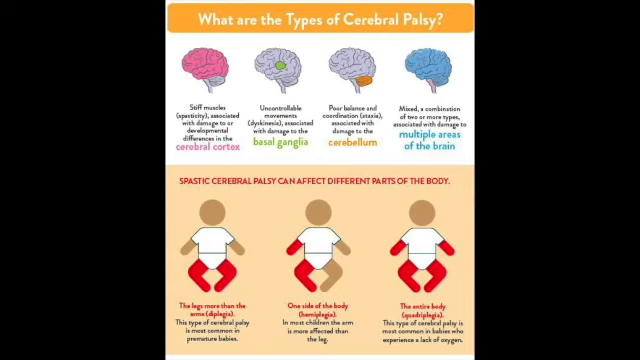 What are the Types of Cerebral Palsy?
Stiff muscles
(spasticity), associated
with damage to or
developmental
differences in the
cerebral cortex
Uncontrollable
movements
(dyskinesia), associated
with damage to the
basal ganglia
Poor balance and
coordination (ataxia),
associated with
damage to the
cerebellum
Mixed, a combination
of two or more types,
associated with damage to
multiple areas
of the brain
SPASTIC CEREBRAL PALSY CAN AFFECT DIFFERENT PARTS OF THE BODY.
The legs more than the
arms (diplegia).
This type of cerebral palsy
is most common in
premature babies.
One side of the body
(hemiplegia).
In most children the arm
is more affected than
the leg.
The entire body
(quadriplegia).
This type of cerebral palsy is
most common in babies who
experience a lack of oxygen.